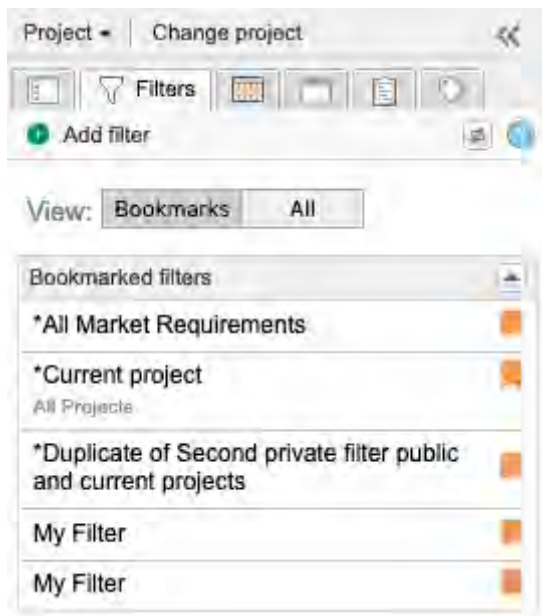 Project Change project
Filters
Add filter
View: Bookmarks All
Bookmarked filters
*All Market Requirements
*Current project
All Projects
*Duplicate of Second private filter public
and current projects
My Filter
My Filter